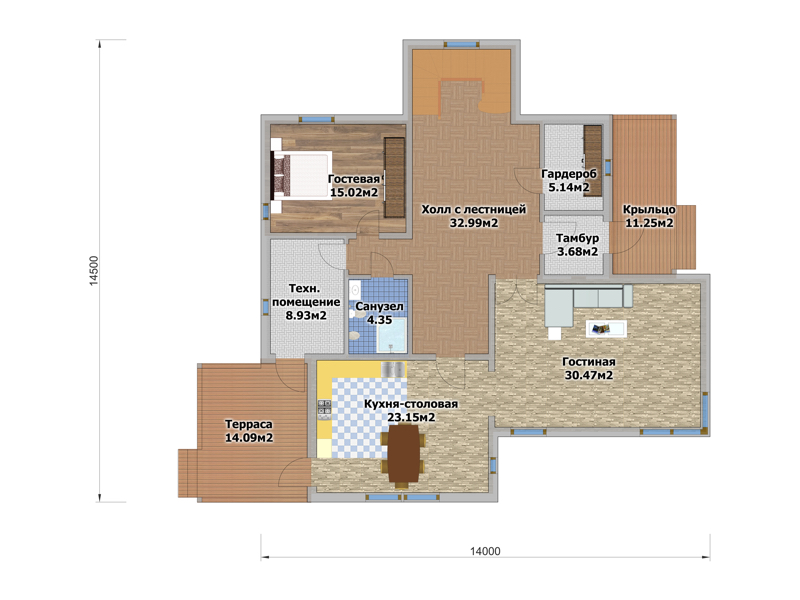 Гостевая
15.02м2
Гардероб
5.14м2
Холл с лестницей
32.99м2
Крыльцо
11.25м2
Тамбур
3.68м2
14500
Техн.
помещение
8.93м2
Санузел
4.35
Гостиная
30.47м2
Кухня-столовая
23.15м2
Терраса
14.09м2
14000